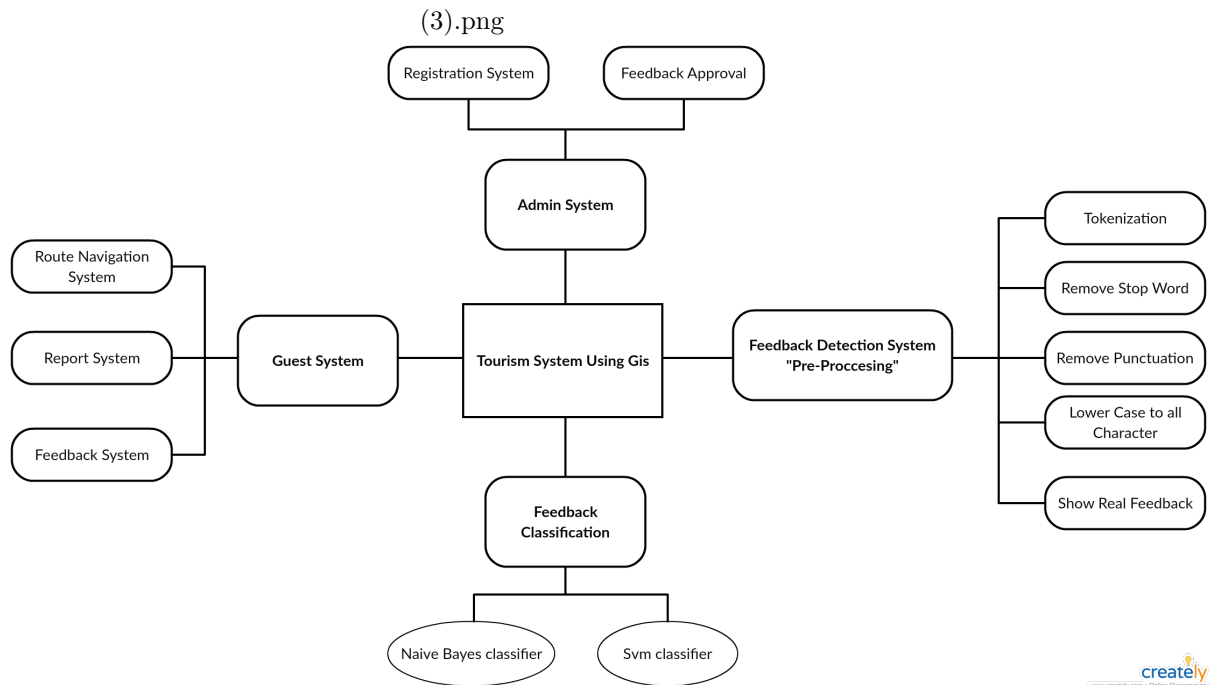 (3).png
Registration System
Feedback Approval
Admin System
Tokenization
Route Navigation
System
Remove Stop Word
Report System
Guest System
Tourism System Using Gis
Feedback Detection System
"Pre-Proccesing"
Remove Punctuation
Lower Case to all
Character
Feedback System
Show Real Feedback
Feedback
Classification
Naive Bayes classifier
Svm classifier
creately